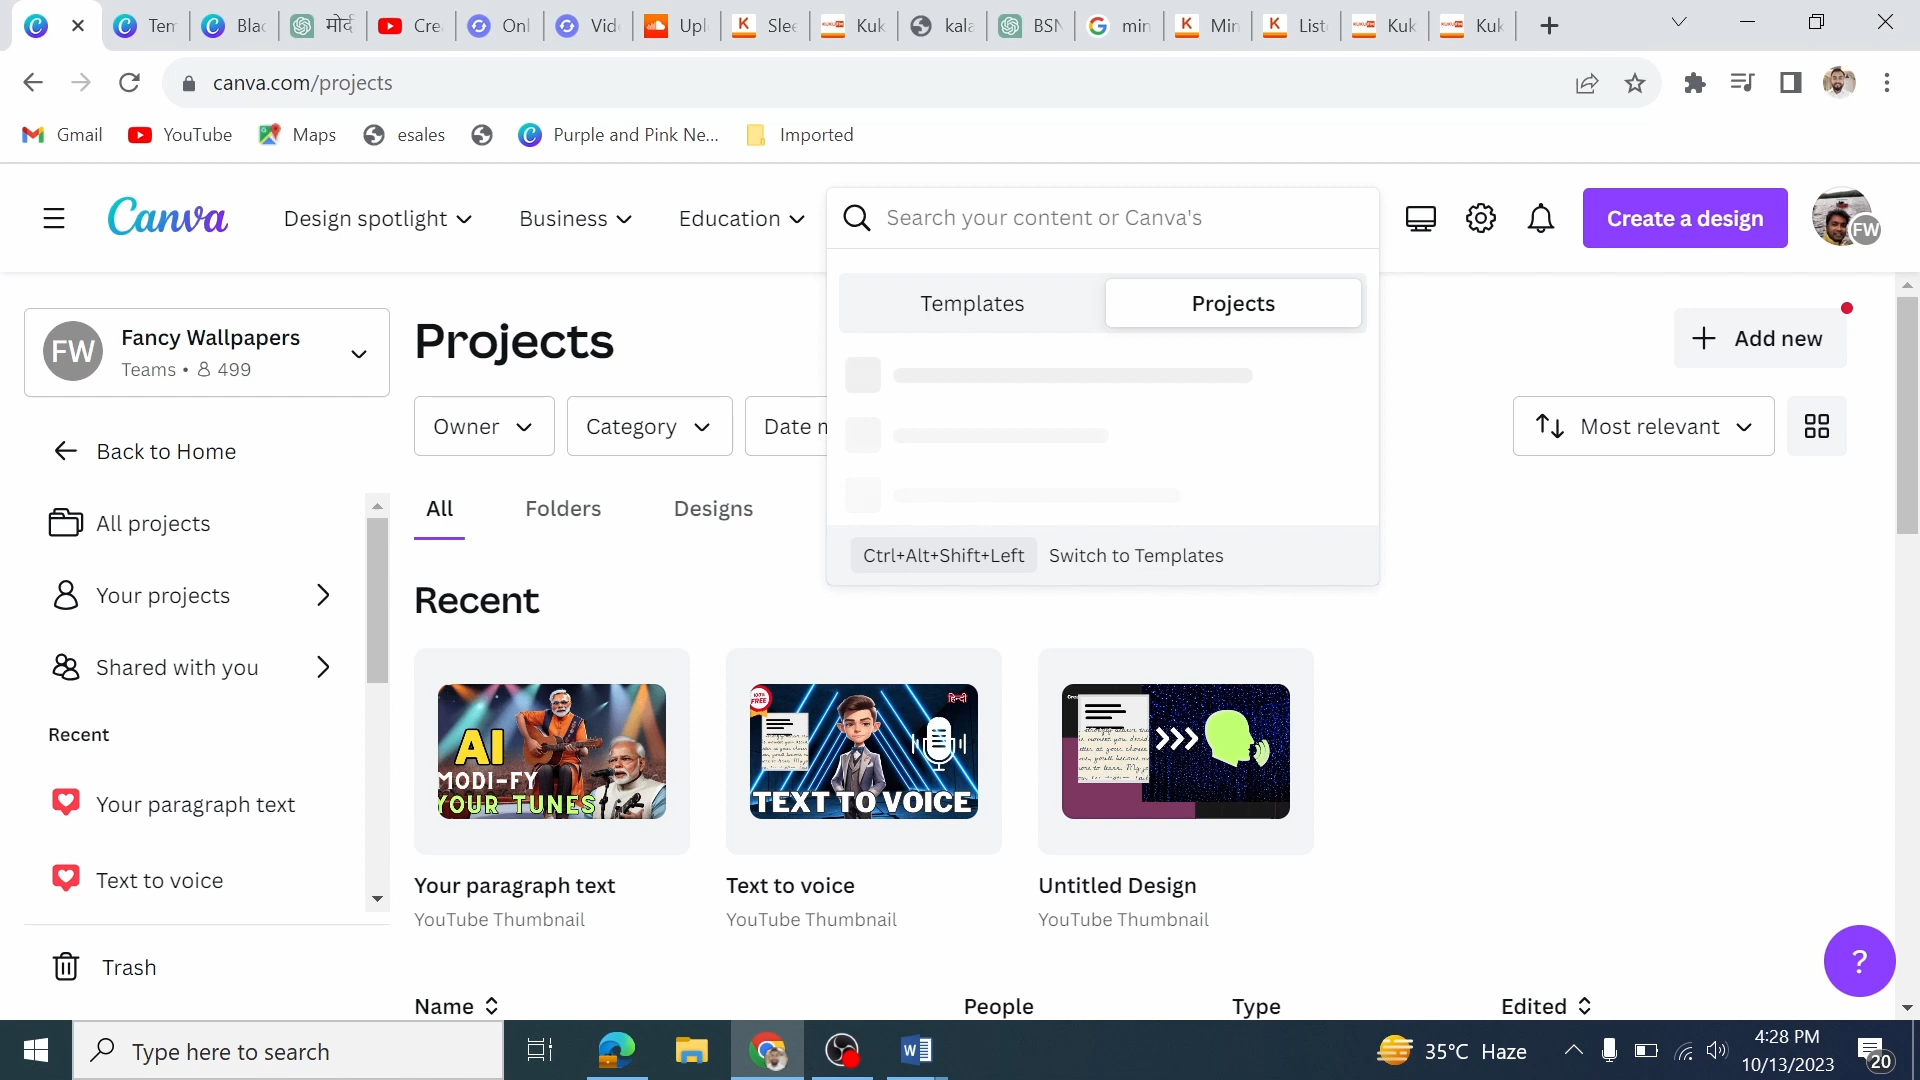 Tem
Blac
मोर्द
Cre
Onl
Vid
Upl
Slee
Kuk
kala
BSN
min
Min
List
Kuk
Kuk
canva.com/projects
Gmail
YouTube
Maps
esales
Purple and Pink Ne...
Imported
Canva
Design spotlight
Business
Education
Search your content or Canva's
Create a design
FW
Templates
Projects
Ctrl+Alt+Shift+Left Switch to Templates
FW
Fancy Wallpapers
Teams • 499
Back to Home
All projects
Your projects
Shared with you
Recent
Your paragraph text
Text to voice
Trash
Projects
Add new
Owner
Category
Date m
Most relevant
All
Folders
Designs
Recent
AI
MODI-FY
YOUR TUNES
100%
FREE
हिन्दी
TEXT TO VOICE
Your paragraph text
YouTube Thumbnail
Text to voice
YouTube Thumbnail
Untitled Design
YouTube Thumbnail
Name
People
Type
Edited
?
Type here to search
35°C Haze
4:28 PM
10/13/2023
20